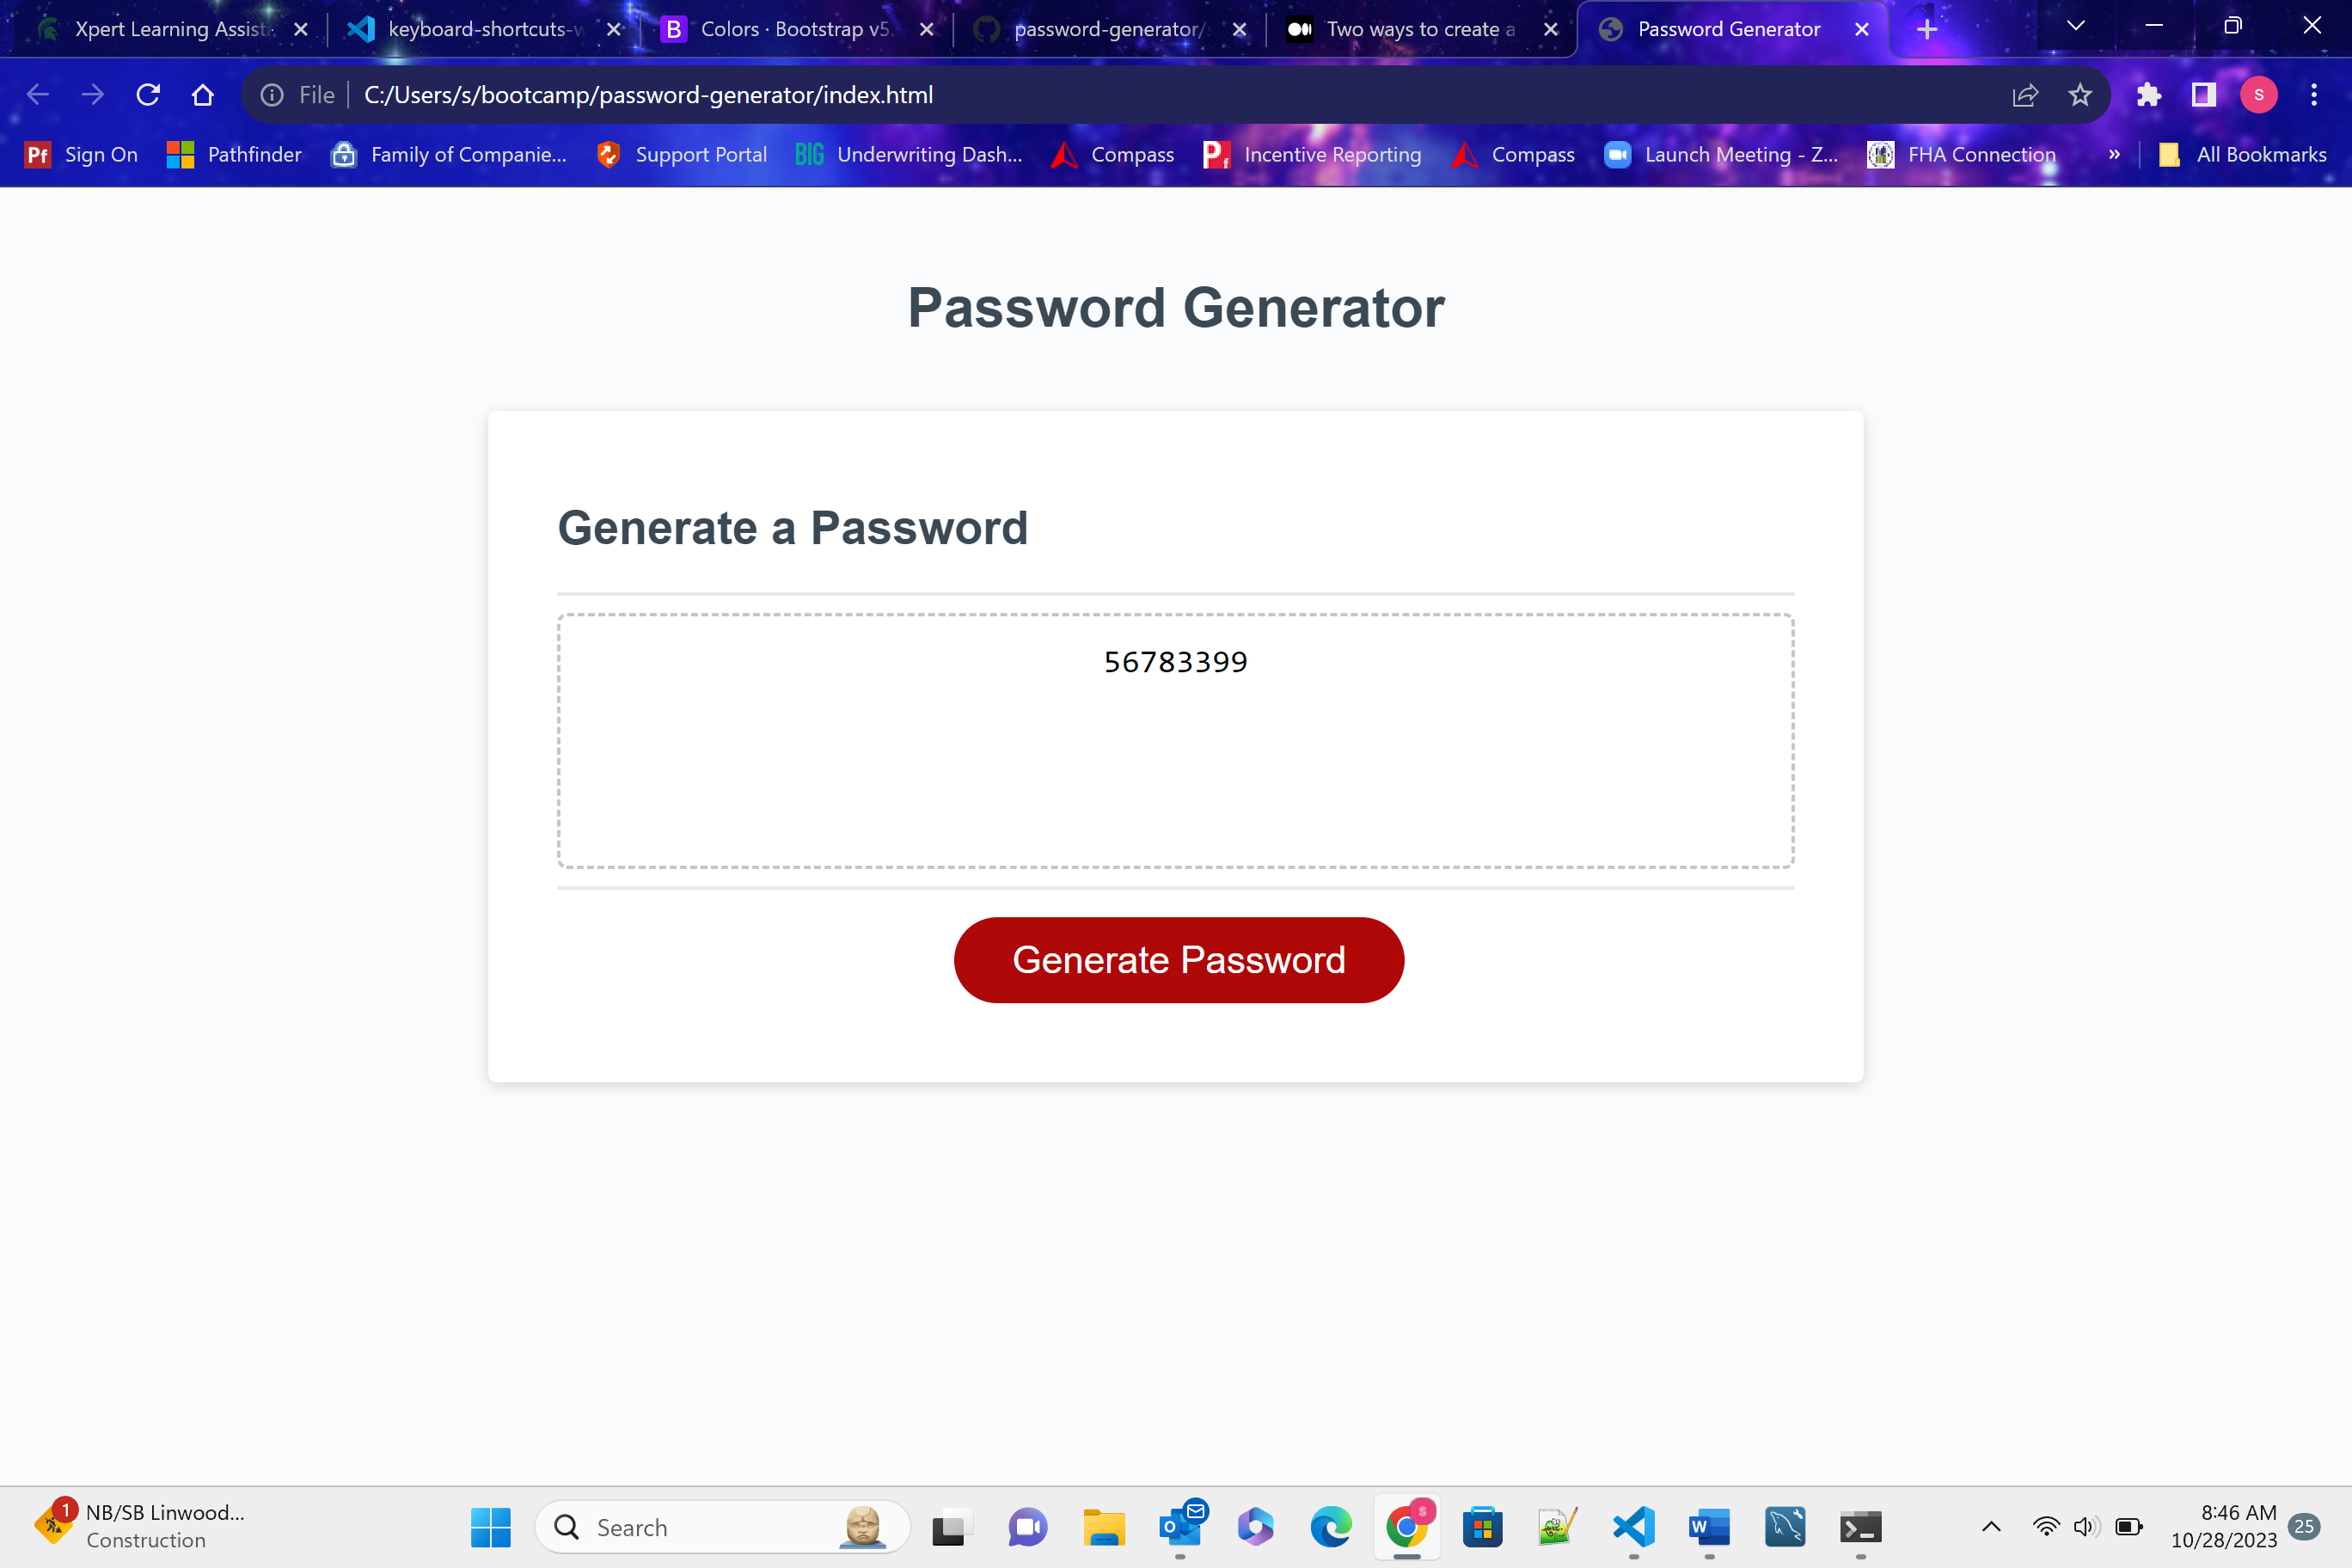 Xpert Learning Assist
keyboard-shortcuts-w
B Colors · Bootstrap v5.
password-generator/s
Two ways to create a
Password Generator
File C:/Users/s/bootcamp/password-generator/index.html
s
Pf Sign On
Pathfinder
Family of Companie...
Support Portal
BIG Underwriting Dash...
Compass
Pf Incentive Reporting
Compass
Launch Meeting - Z...
FHA Connection
» All Bookmarks
Password Generator
Generate a Password
56783399
Generate Password
1 NB/SB Linwood...
Construction
Search
O
S
W
8:46 AM
10/28/2023
25